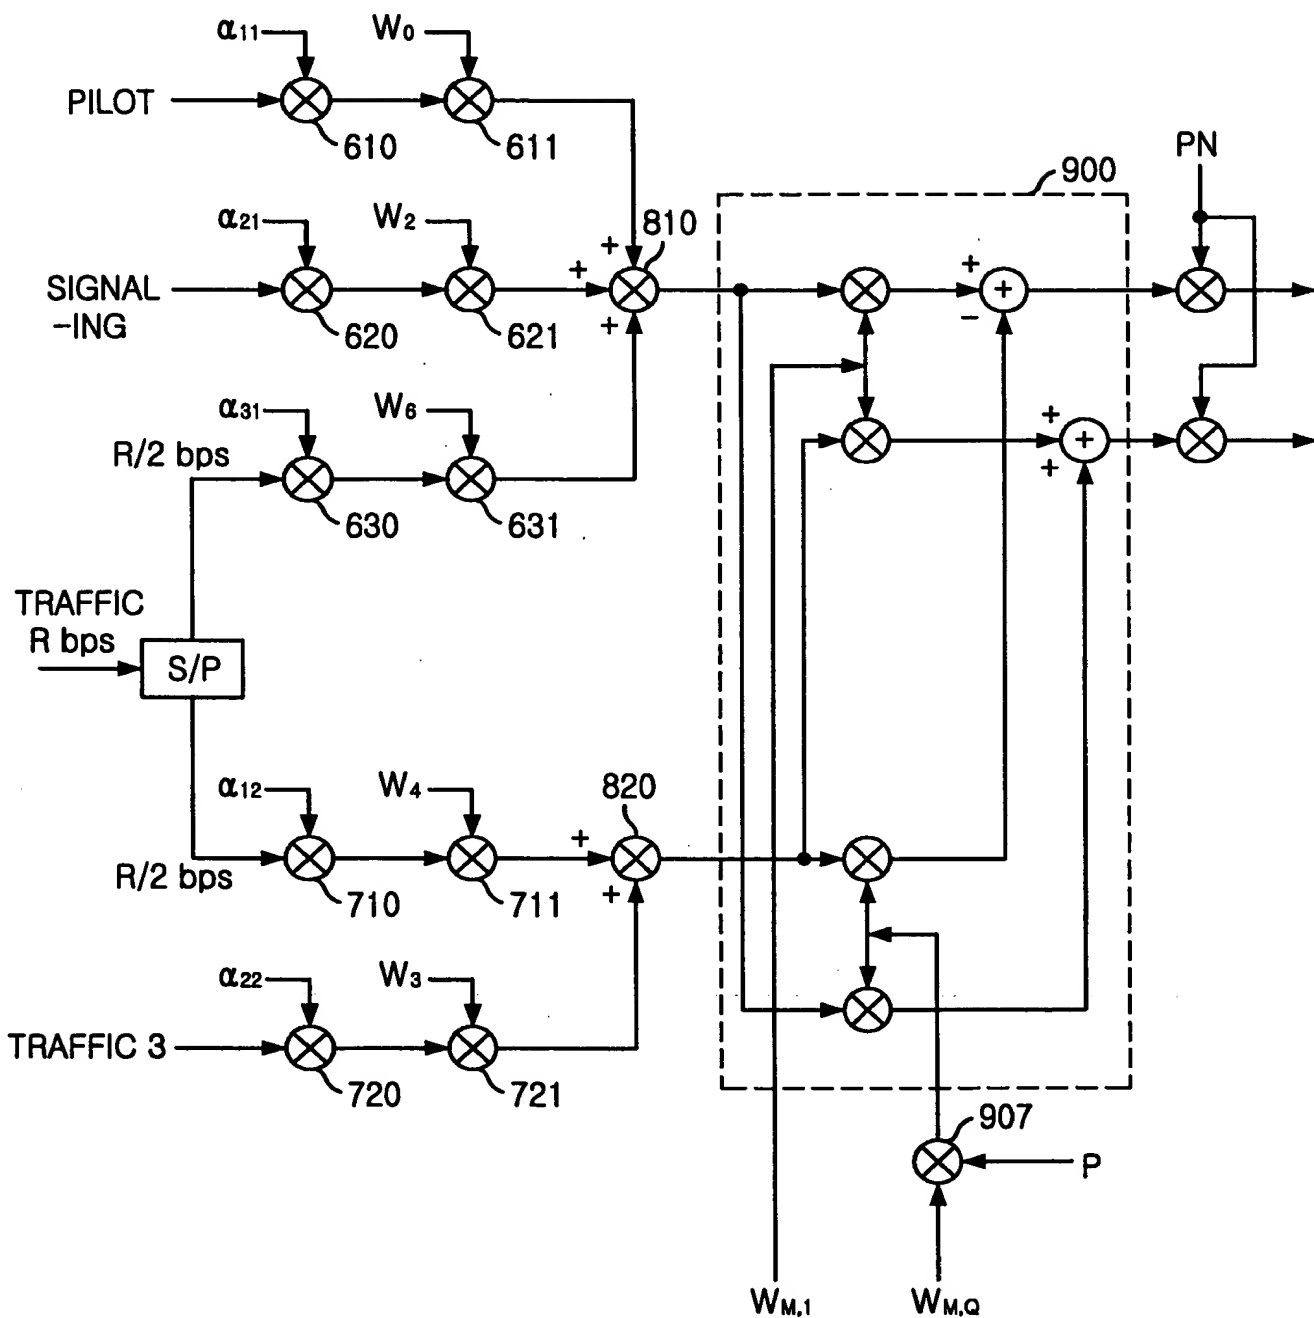 α11 W0
PILOT
610 611
PN
900
α21 W2 810
+
+ +
SIGNAL
-ING
+ -
620 621 +
α31 W6
R/2 bps
+ +
+
630 631
TRAFFIC
R bps
S/P
α12 W4 820
+
R/2 bps
+
710 711
α22 W3
TRAFFIC 3
720 721
907
P
WM,1 WM,Q